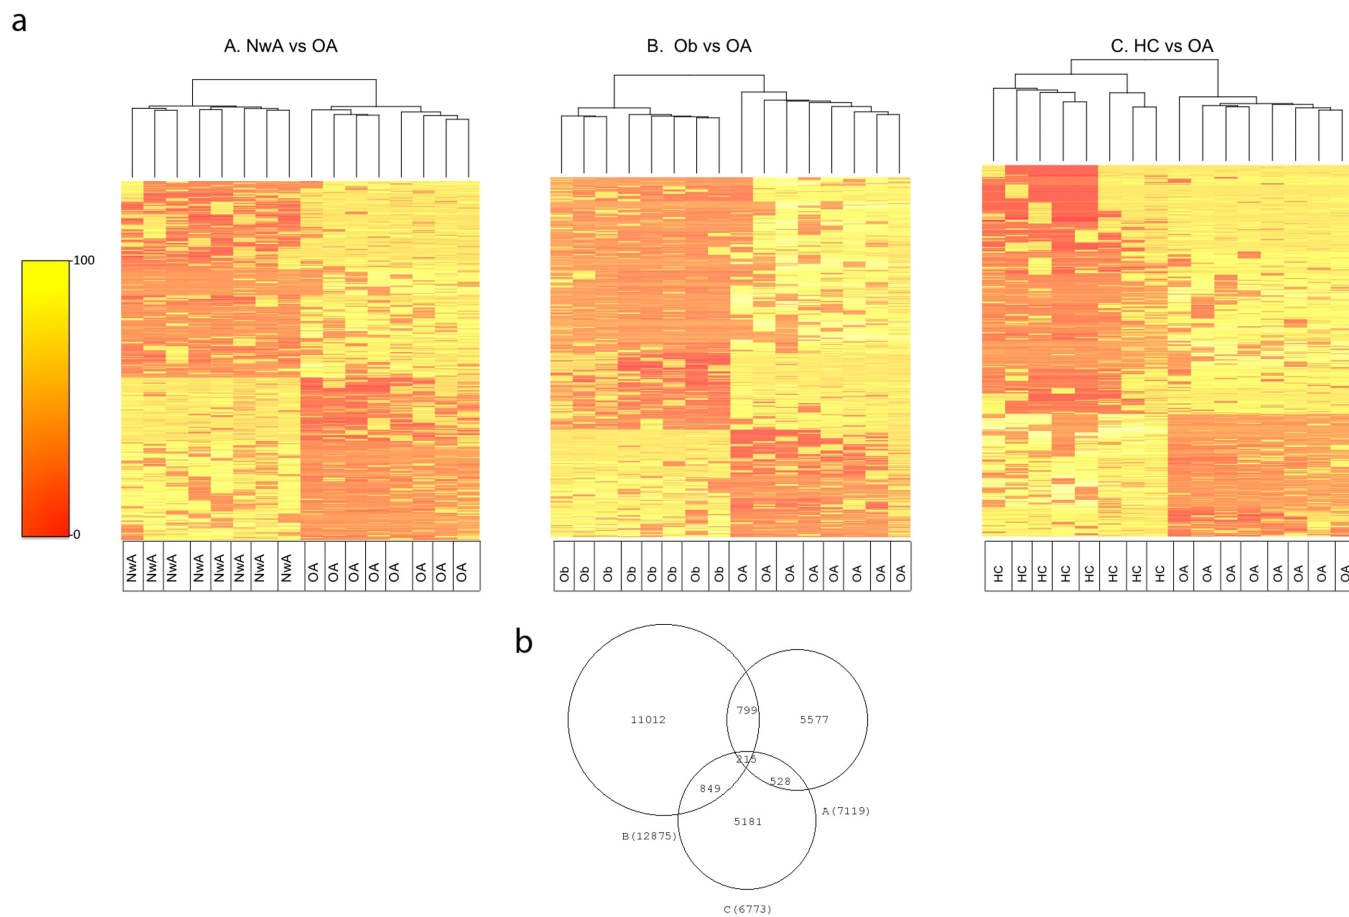 a
A. NwA vs OA
B. Ob vs OA
C. HC vs OA
100
0
NwA NwA NwA NwA NwA NwA NwA NwA OA OA OA OA OA OA OA OA
Ob Ob Ob Ob Ob Ob Ob Ob OA OA OA OA OA OA OA OA
HC HC HC HC HC HC HC HC OA OA OA OA OA OA OA OA
b
11012
799
5577
215
528
849
5181
A(7119)
B(12875)
C(6773)